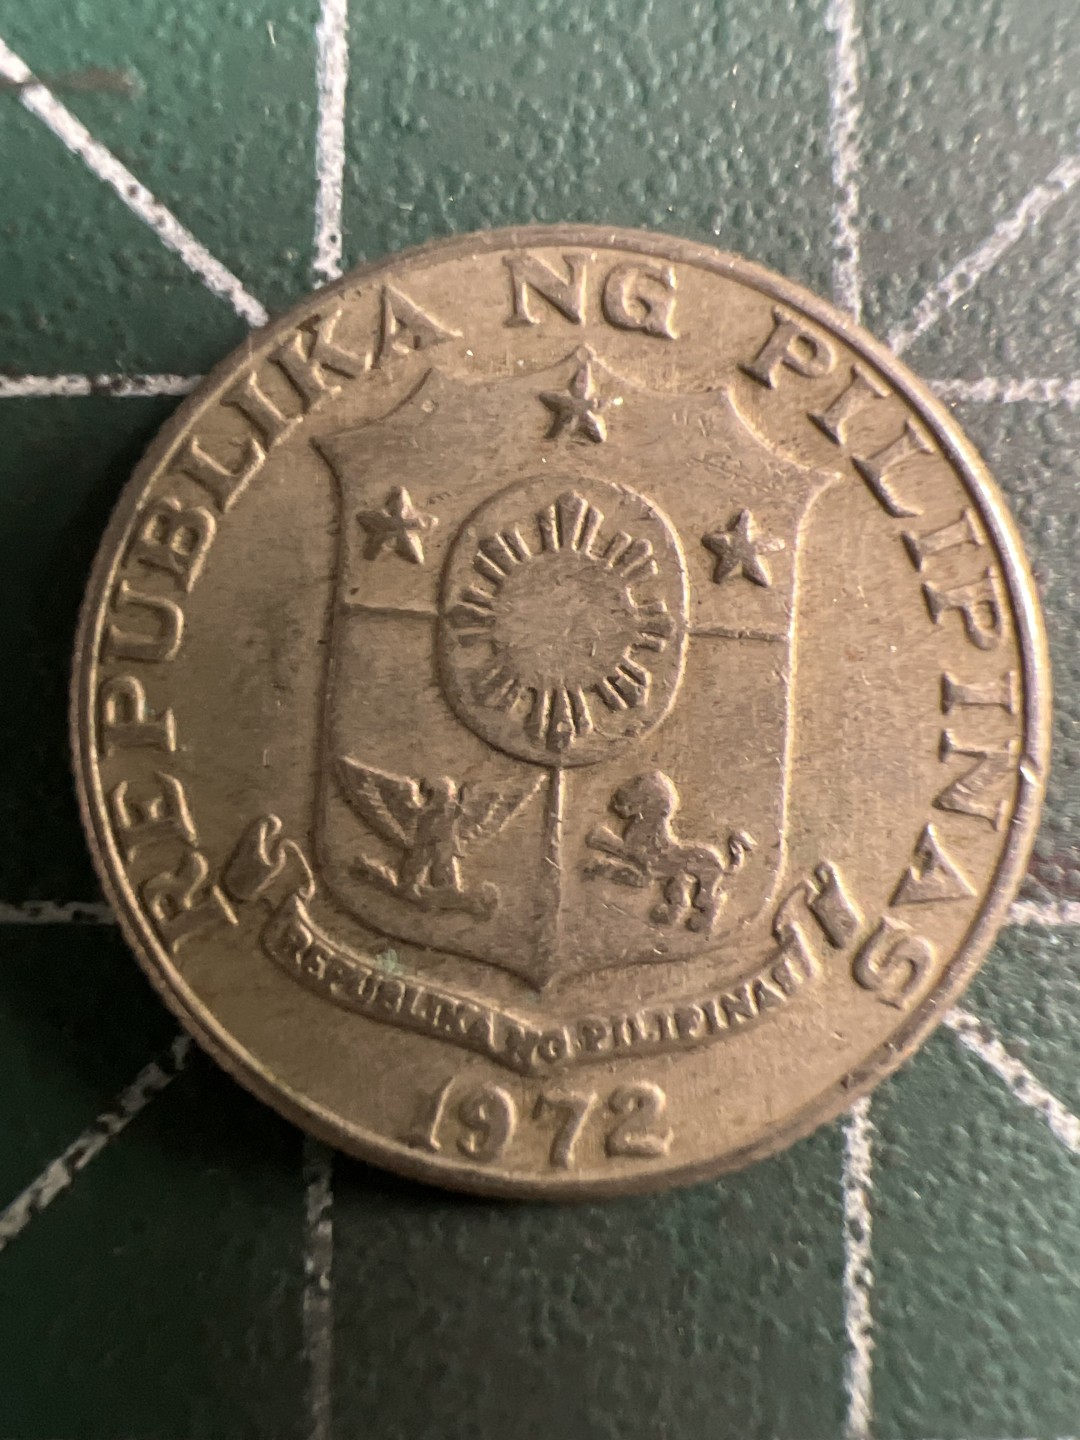 REPUBLIKA NG PILIPINAS
REPUBLIKA NG PILIPINAS
1972